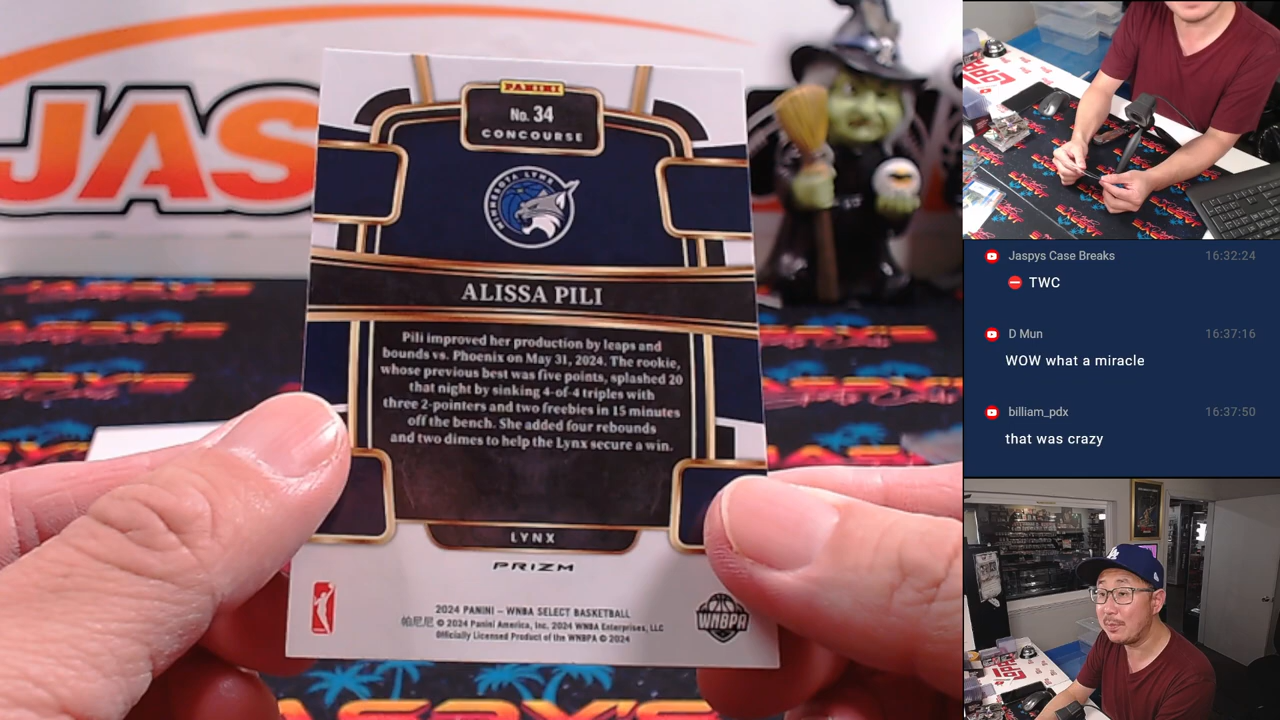 JAS
PANINI
No. 34
CONCOURSE
MINNESOTA LYNX
ALISSA PILI
Pili improved her production by leaps and
bounds vs. Phoenix on May 31, 2024. The rookie,
whose previous best was five points, splashed 20
that night by sinking 4-of-4 triples with
three 2-pointers and two freebies in 15 minutes
off the bench. She added four rebounds
and two dimes to help the Lynx secure a win.
LYNX
PRIZM
2024 PANINI – WNBA SELECT BASKETBALL
帕尼尼 © 2024 Panini America, Inc. 2024 WNBA Enterprises, LLC
Officially Licensed Product of the WNBPA © 2024
WNBPA
JASPY'S
Jaspys Case Breaks 16:32:24
TWC
D Mun 16:37:16
WOW what a miracle
billiam_pdx 16:37:50
that was crazy